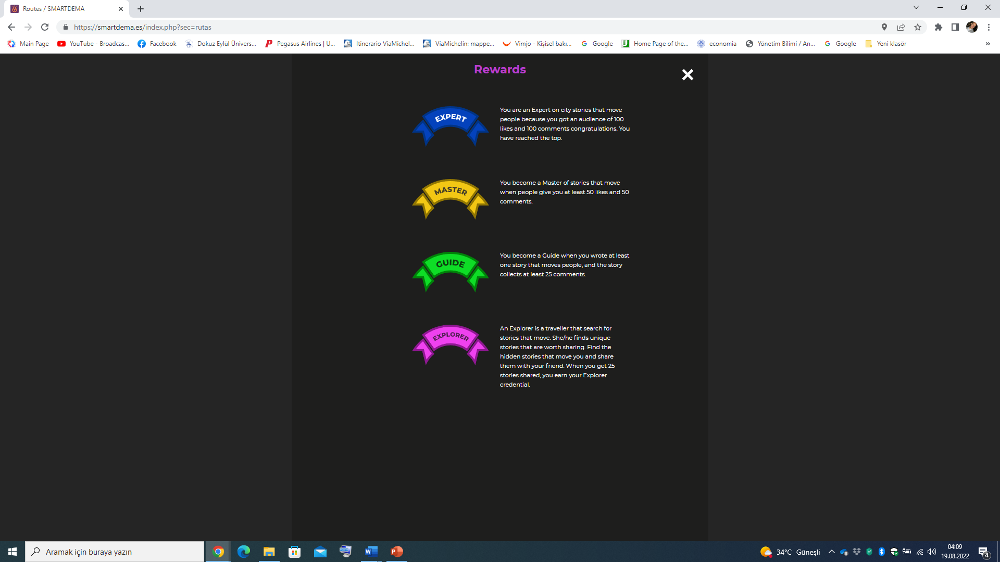 Routes / SMARTDEMA
https://smartdema.es/index.php?sec=rutas
Main Page
YouTube - Broadcas...
Facebook
Dokuz Eylül Ünivers...
Pegasus Airlines | U...
Itinerario ViaMichel...
ViaMichelin: mappe...
Vimjo - Kişisel bakı...
Google
Home Page of the...
economia
Yönetim Bilimi / An...
Google
Yeni klasör
Rewards
EXPERT
You are an Expert on city stories that move
people because you got an audience of 100
likes and 100 comments congratulations. You
have reached the top.
MASTER
You become a Master of stories that move
when people give you at least 50 likes and 50
comments.
GUIDE
You become a Guide when you wrote at least
one story that moves people, and the story
collects at least 25 comments.
EXPLORER
An Explorer is a traveller that search for
stories that move. She/he finds unique
stories that are worth sharing. Find the
hidden stories that move you and share
them with your friend. When you get 25
stories shared, you earn your Explorer
credential.
Aramak için buraya yazın
34°C Güneşli
04:09
19.08.2022
4